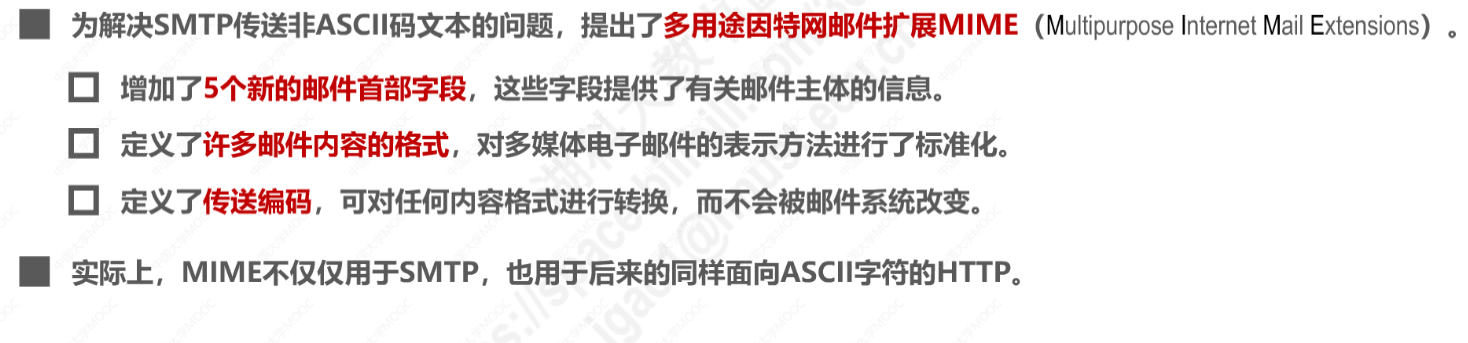 为解决SMTP传送非ASCII码文本的问题，提出了多用途因特网邮件扩展MIME（Multipurpose Internet Mail Extensions）。
增加了5个新的邮件首部字段，这些字段提供了有关邮件主体的信息。
定义了许多邮件内容的格式，对多媒体电子邮件的表示方法进行了标准化。
定义了传送编码，可对任何内容格式进行转换，而不会被邮件系统改变。
实际上，MIME不仅仅用于SMTP，也用于后来的同样面向ASCII字符的HTTP。